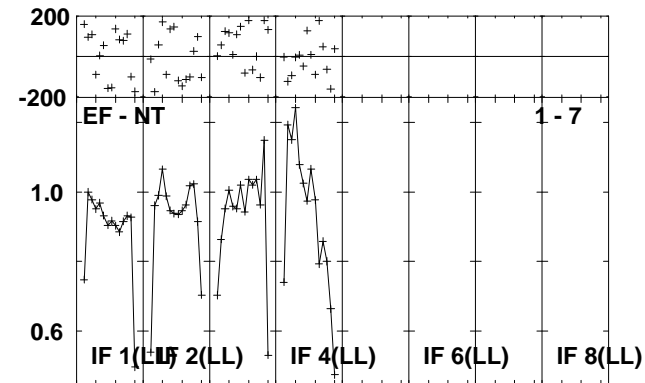 200
-200
EF - NT 1 - 7
1.0
0.6
IF 1(LL) IF 2(LL) IF 4(LL) IF 6(LL) IF 8(LL)